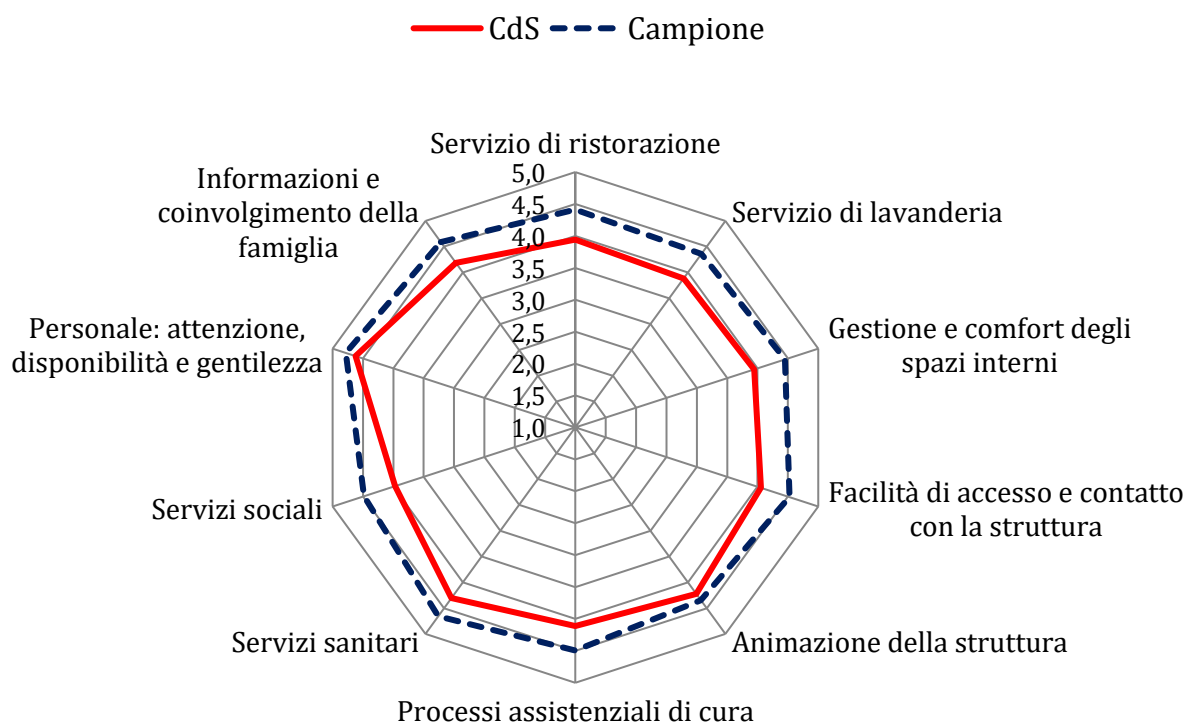 CdS Campione
Servizio di ristorazione
Informazioni e
coinvolgimento della
famiglia
Servizio di lavanderia
5,0
4,5
4,0
3,5
3,0
2,5
2,0
1,5
1,0
Personale: attenzione,
disponibilità e gentilezza
Gestione e comfort degli
spazi interni
Servizi sociali
Facilità di accesso e contatto
con la struttura
Servizi sanitari
Animazione della struttura
Processi assistenziali di cura